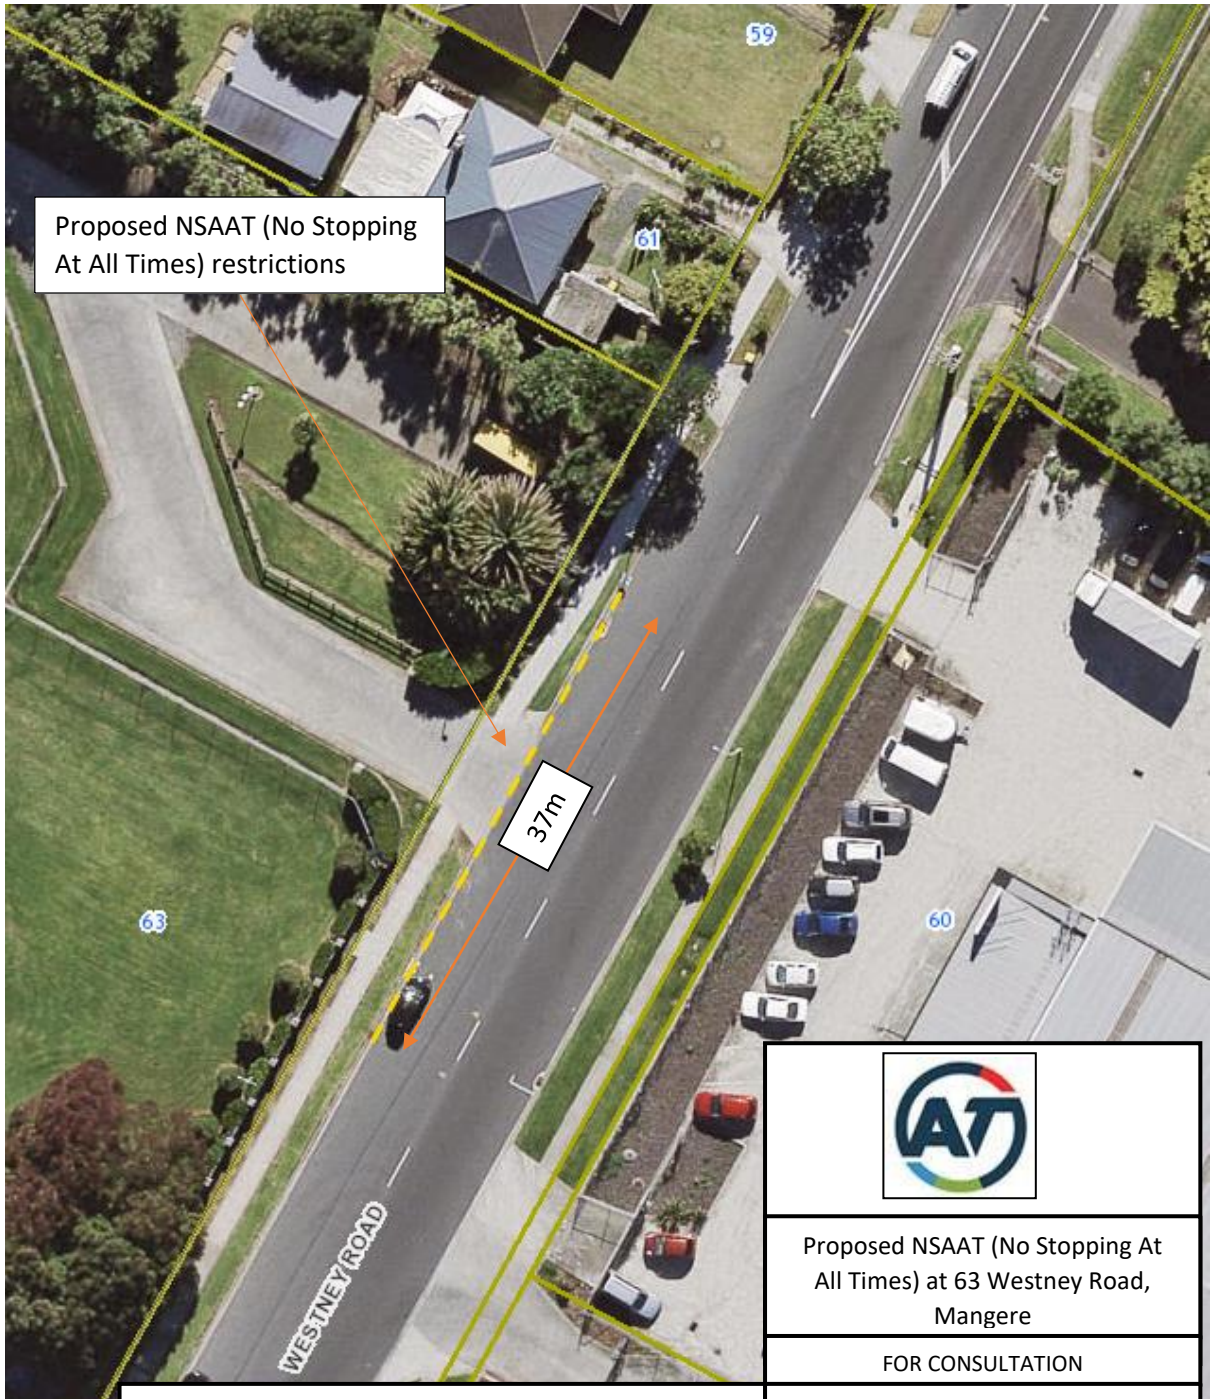 59
Proposed NSAAT (No Stopping
At All Times) restrictions
61
37m
63
60
WESTNEY ROAD
AT
Proposed NSAAT (No Stopping At
All Times) at 63 Westney Road,
Mangere
FOR CONSULTATION